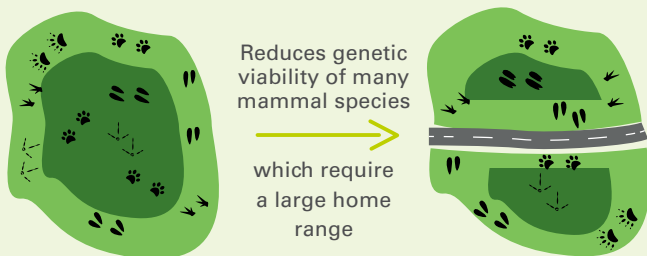 Reduces genetic
viability of many
mammal species
which require
a large home
range